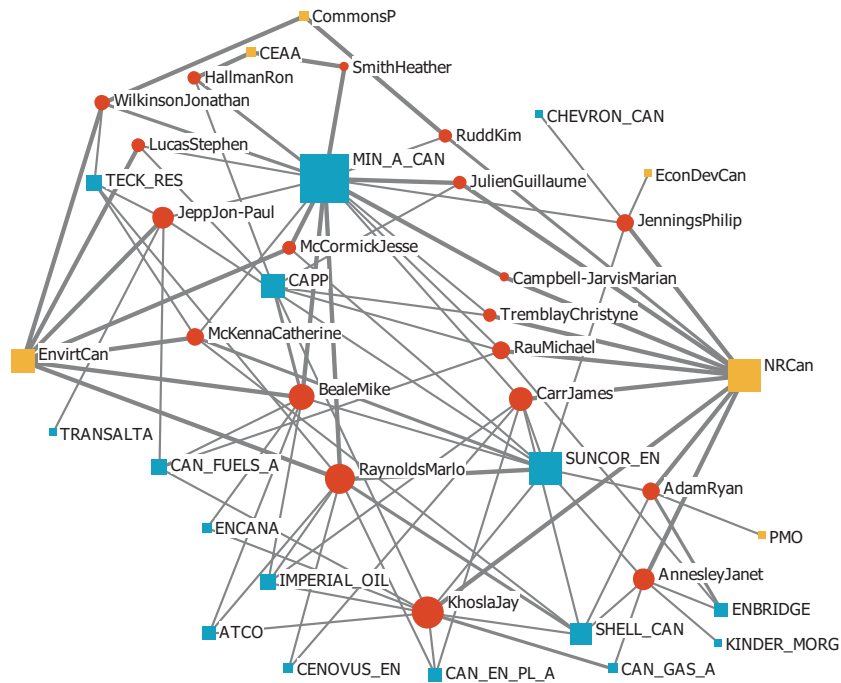 CommonsP
CEAA
SmithHeather
HallmanRon
WilkinsonJonathan
CHEVRON_CAN
RuddKim
LucasStephen
MIN_A_CAN
EconDevCan
TECK_RES
JulienGuillaume
JeppJon-Paul
JenningsPhilip
McCormickJesse
Campbell-JarvisMarian
CAPP
TremblayChristyne
McKennaCatherine
RauMichael
EnvirtCan
NRCan
BealeMike
CarrJames
TRANSALTA
SUNCOR_EN
CAN_FUELS_A
RaynoldsMarlo
AdamRyan
ENCANA
PMO
AnnesleyJanet
IMPERIAL_OIL
KhoslaJay
ENBRIDGE
ATCO
SHELL_CAN
KINDER_MORG
CENOVUS_EN
CAN_EN_PL_A
CAN_GAS_A